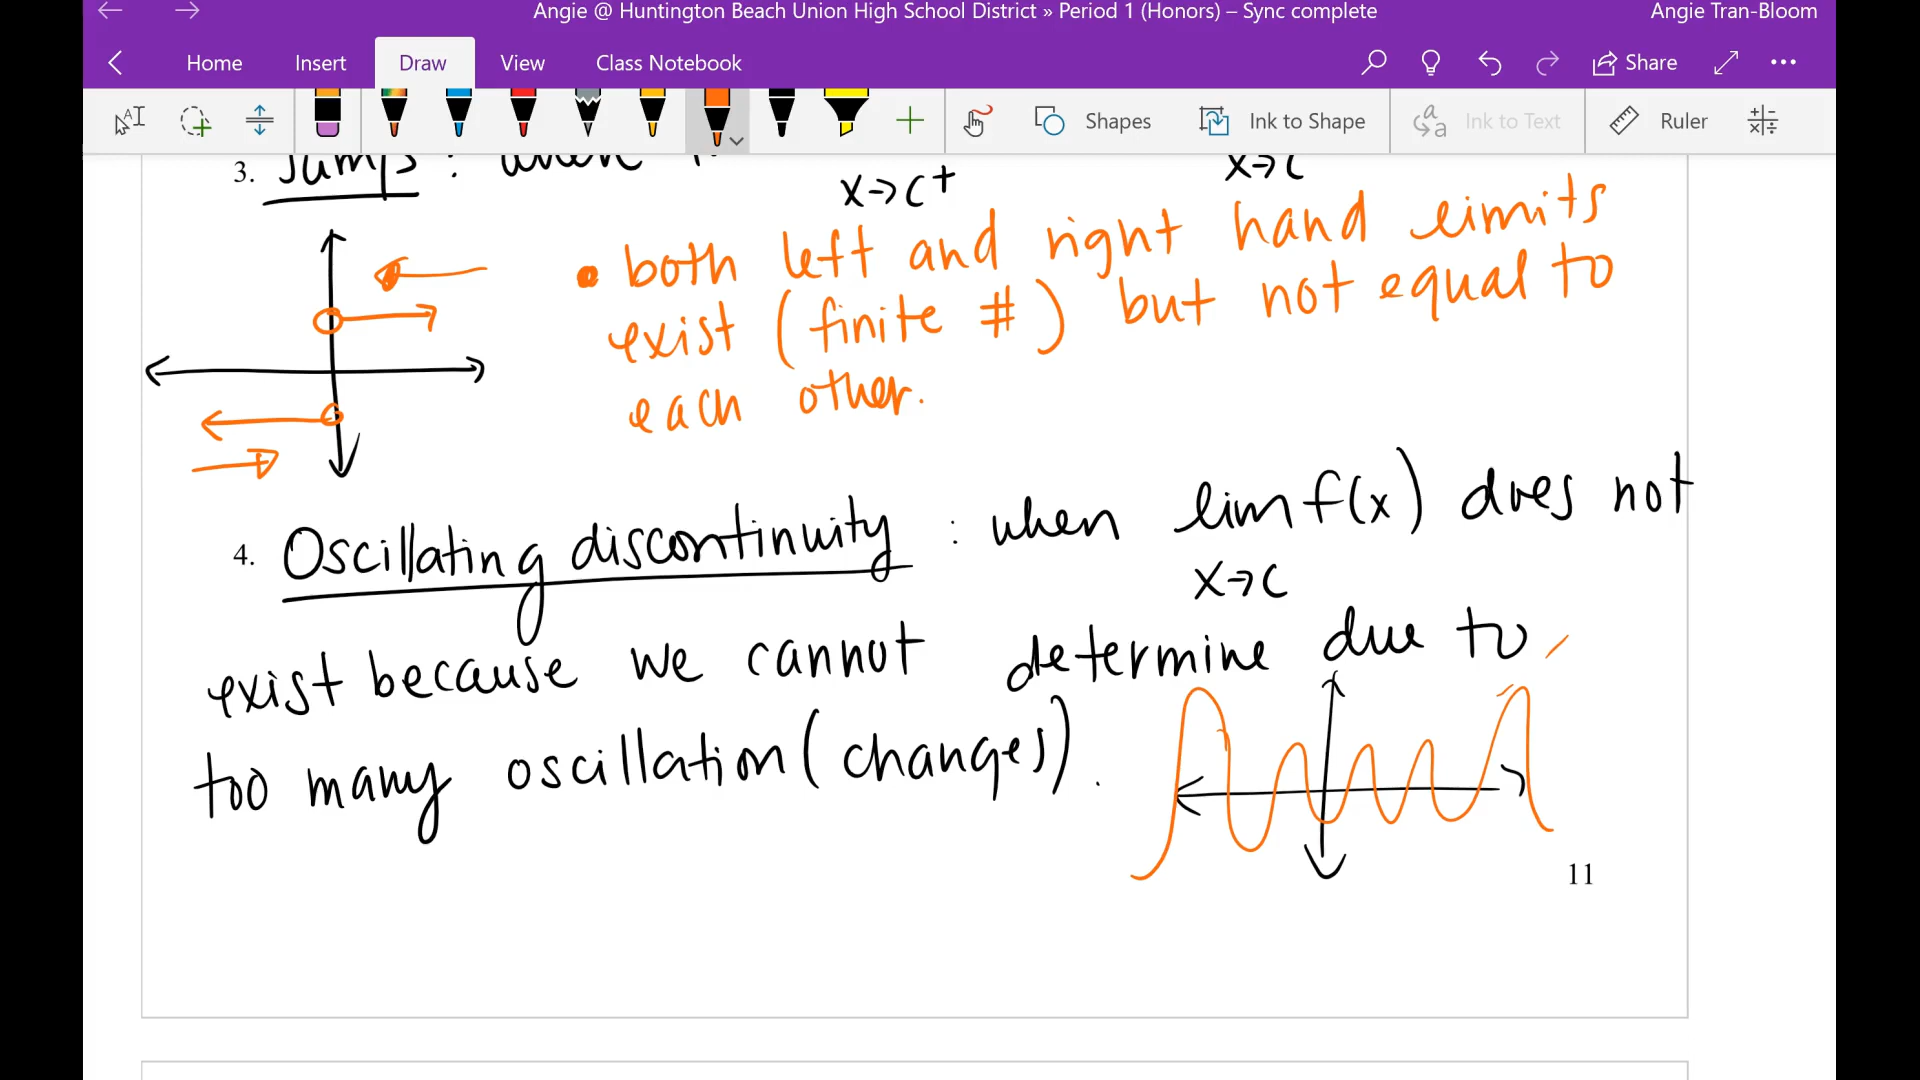 Angie @ Huntington Beach Union High School District » Period 1 (Honors) – Sync complete
Angie Tran-Bloom
Home Insert Draw View Class Notebook Share
Shapes Ink to Shape Ink to Text Ruler
3. Jumps : when
x→c+ x→c
• both left and right hand limits
exist (finite #) but not equal to
each other.
4. Oscillating discontinuity : when lim f(x) does not
x→c
exist because we cannot determine due to
too many oscillation (changes).
11